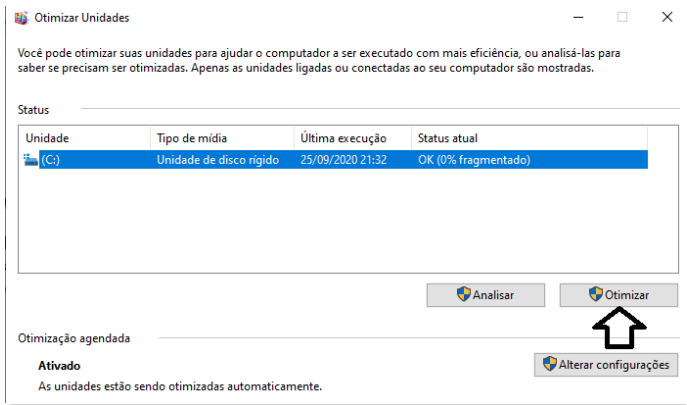 Otimizar Unidades
Você pode otimizar suas unidades para ajudar o computador a ser executado com mais eficiência, ou analisá-las para
saber se precisam ser otimizadas. Apenas as unidades ligadas ou conectadas ao seu computador são mostradas.
Status
Unidade Tipo de mídia Última execução Status atual
(C:) Unidade de disco rígido 25/09/2020 21:32 OK (0% fragmentado)
Analisar Otimizar
Otimização agendada
Ativado Alterar configurações
As unidades estão sendo otimizadas automaticamente.